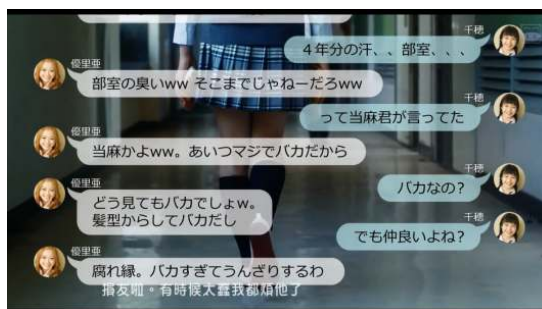 千穂
４年分の汗、、部室、、、
優里亜
部室の臭いww そこまでじゃねーだろww
千穂
って当麻君が言ってた
優里亜
当麻かよww。あいつマジでバカだから
千穂
バカなの?
優里亜
どう見てもバカでしょw。
髪型からしてバカだし
千穂
でも仲良いよね?
優里亜
腐れ縁。バカすぎてうんざりするわ
損友啦。有時候太蠢我都煩他了